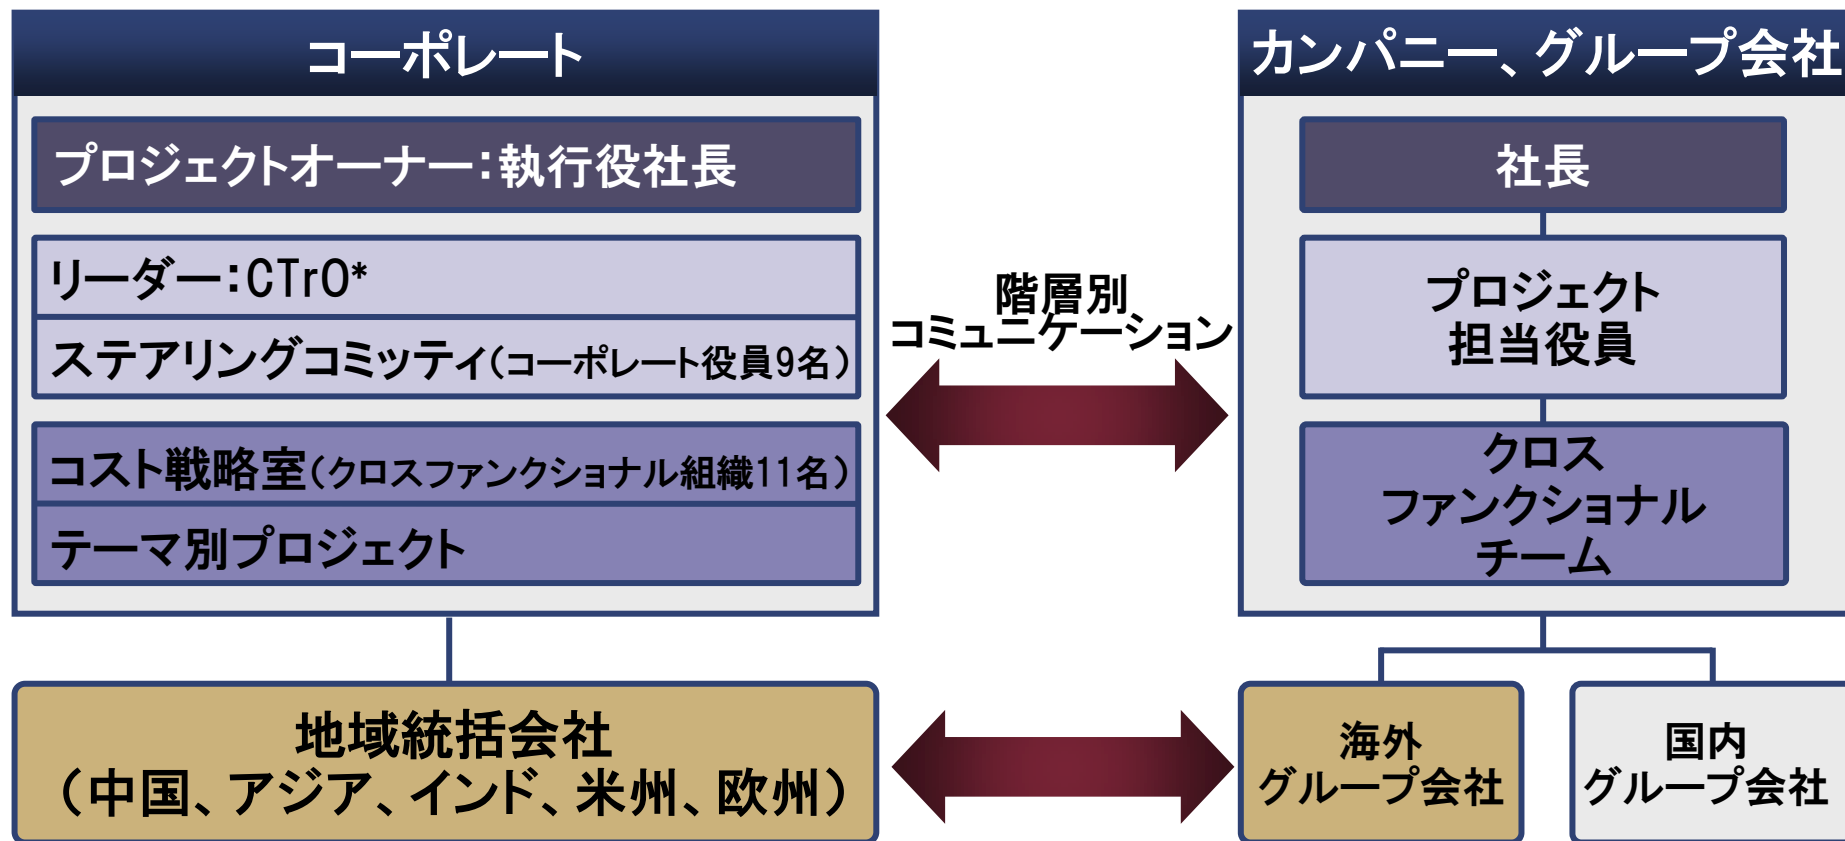 コーポレート
プロジェクトオーナー:執行役社長
リーダー:CTrO*
ステアリングコミッティ(コーポレート役員9名)
コスト戦略室(クロスファンクショナル組織11名)
テーマ別プロジェクト
階層別
コミュニケーション
カンパニー、グループ会社
社長
プロジェクト
担当役員
クロス
ファンクショナル
チーム
地域統括会社
(中国、アジア、インド、米州、欧州)
海外
グループ会社
国内
グループ会社